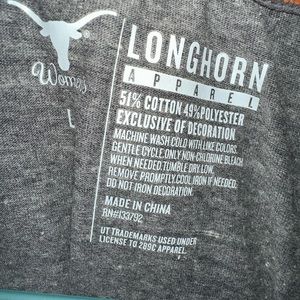 LONGHORN
APPAREL
Women's
L
51% COTTON 49%POLYESTER
EXCLUSIVE OF DECORATION
MACHINE WASH COLD WITH LIKE COLORS.
GENTLE CYCLE.ONLY NON-CHLORINE BLEACH
WHEN NEEDED.TUMBLE DRY LOW.
REMOVE PROMPTLY.COOL IRON IF NEEDED.
DO NOT IRON DECORATION.
MADE IN CHINA
RN#133792
UT TRADEMARKS USED UNDER
LICENSE TO 289C APPAREL